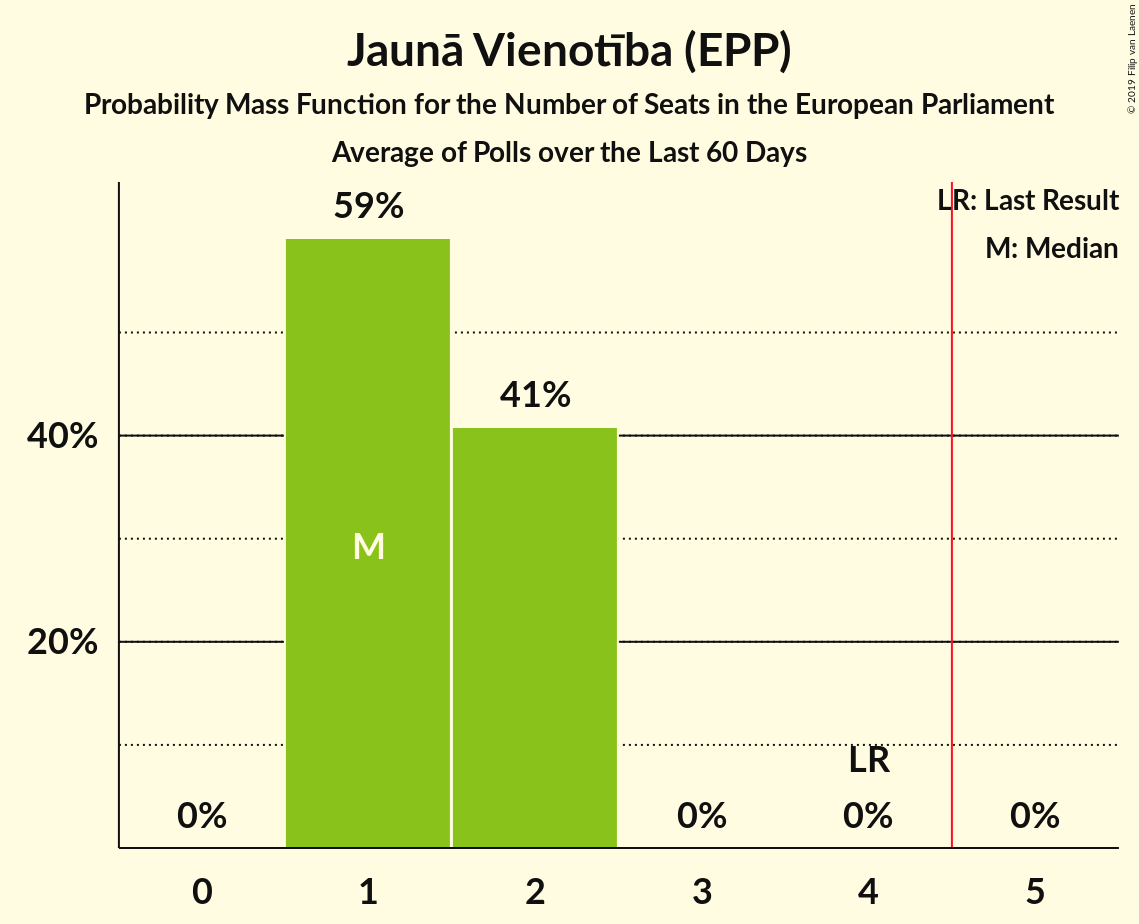 Jaunā Vienotība (EPP)
Probability Mass Function for the Number of Seats in the European Parliament
Average of Polls over the Last 60 Days
© 2019 Filip van Laenen
LR: Last Result
M: Median
59%
41%
40%
20%
M
LR
0%
0%
0%
0%
0
1
2
3
4
5